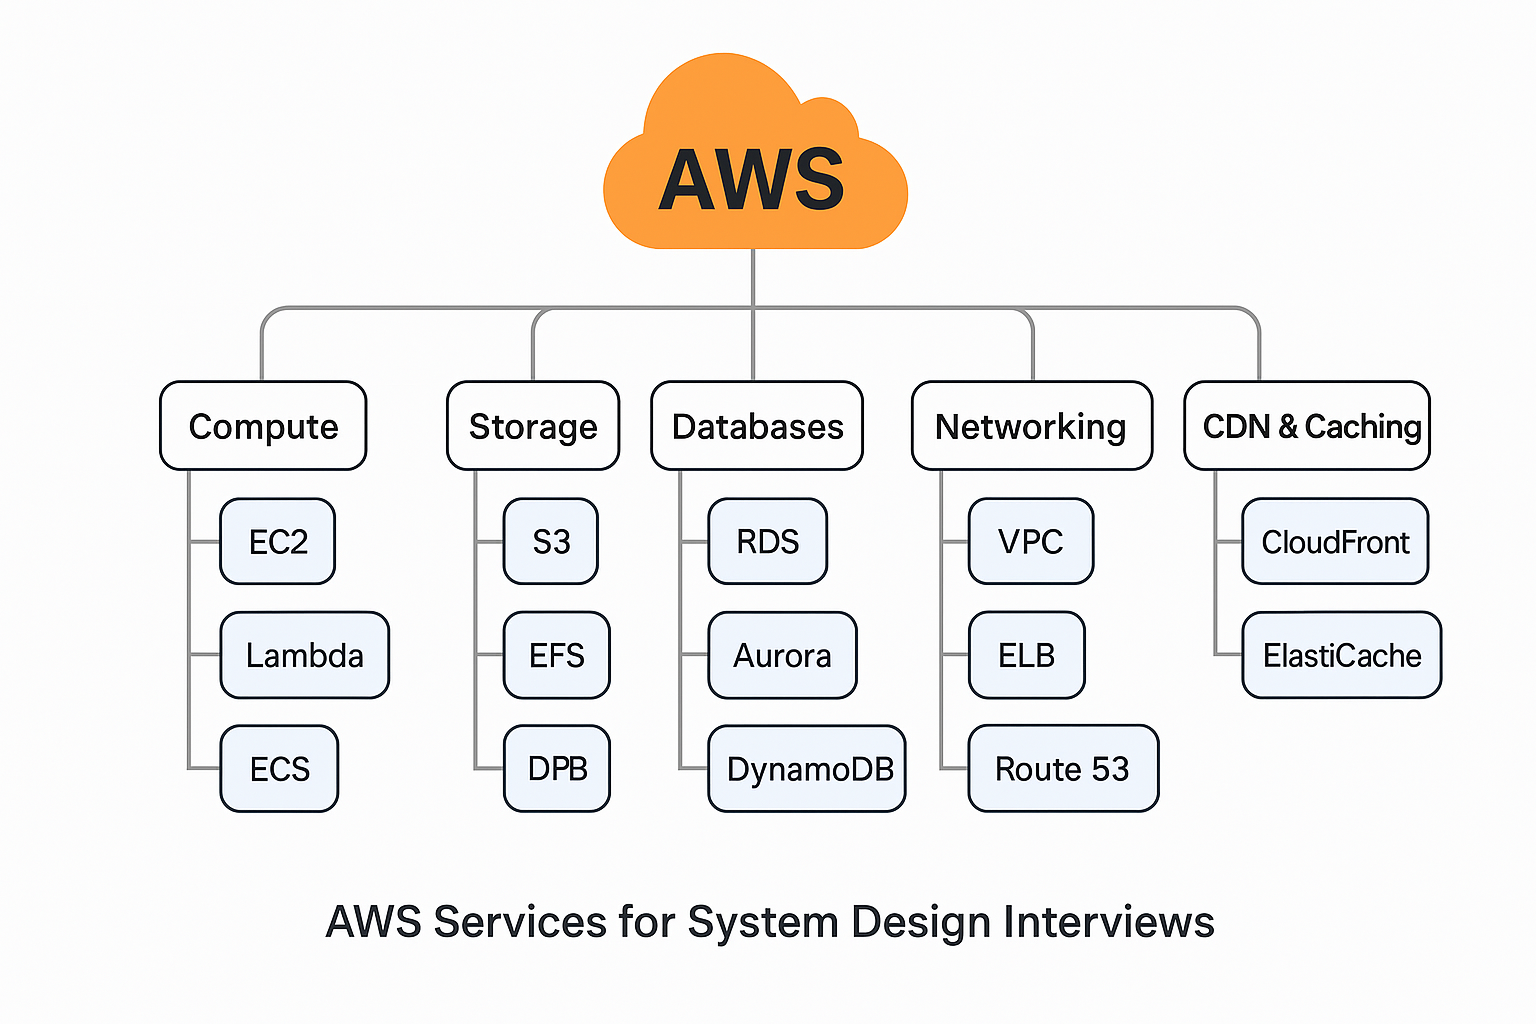 AWS
Compute
Storage
Databases
Networking
CDN & Caching
EC2
S3
RDS
VPC
CloudFront
Lambda
EFS
Aurora
ELB
ElastiCache
ECS
DPB
DynamoDB
Route 53
AWS Services for System Design Interviews